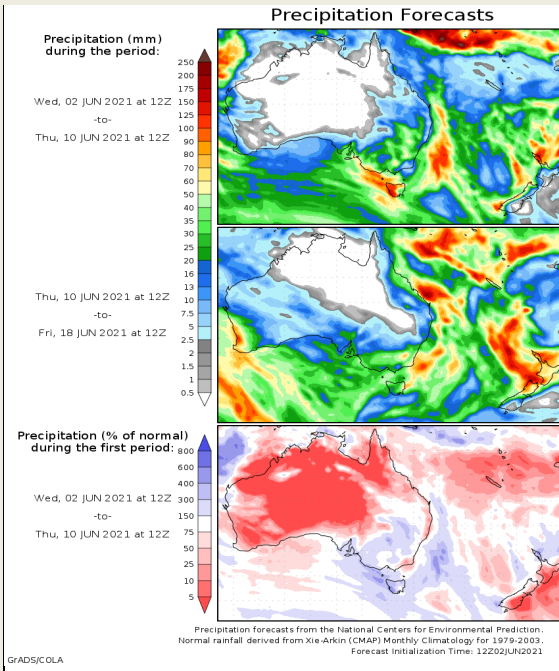 Precipitation Forecasts
Precipitation (mm)
during the period:
250
200
175
150
125
100
90
80
70
60
50
40
35
30
25
20
16
13
10
7.5
5
2.5
2
1.5
1
0.5
Wed, 02 JUN 2021 at 12Z
-to-
Thu, 10 JUN 2021 at 12Z
Thu, 10 JUN 2021 at 12Z
-to-
Fri, 18 JUN 2021 at 12Z
Precipitation (% of normal)
during the first period:
800
600
400
300
150
75
50
25
10
5
Wed, 02 JUN 2021 at 12Z
-to-
Thu, 10 JUN 2021 at 12Z
Precipitation forecasts from the National Centers for Environmental Prediction.
Normal rainfall derived from Xie-Arkin (CMAP) Monthly Climatology for 1979-2003.
Forecast Initialization Time: 12Z02JUN2021
GrADS/COLA